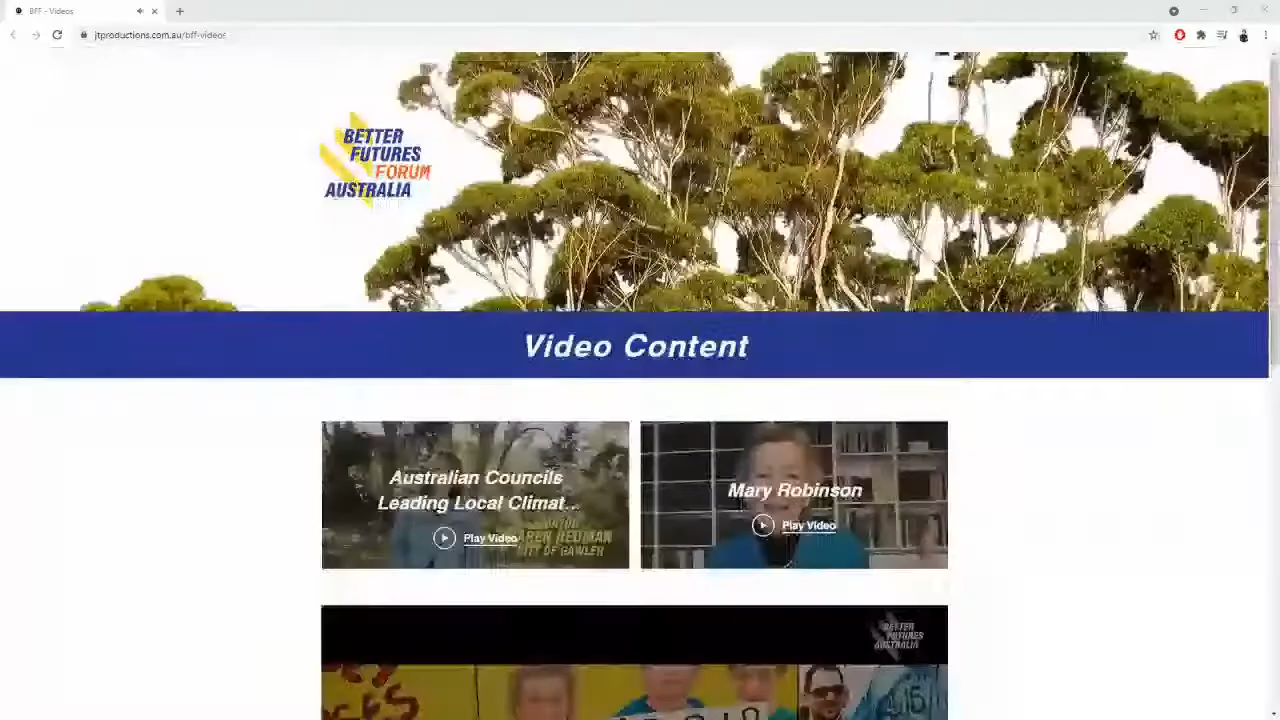 BFF - Videos
jtproductions.com.au/bff-videos
BETTER
FUTURES
FORUM
AUSTRALIA
Video Content
Australian Councils
Leading Local Climat...
Play Video
CITY OF GAWLER
Mary Robinson
Play Video
BETTER
FUTURES
AUSTRALIA